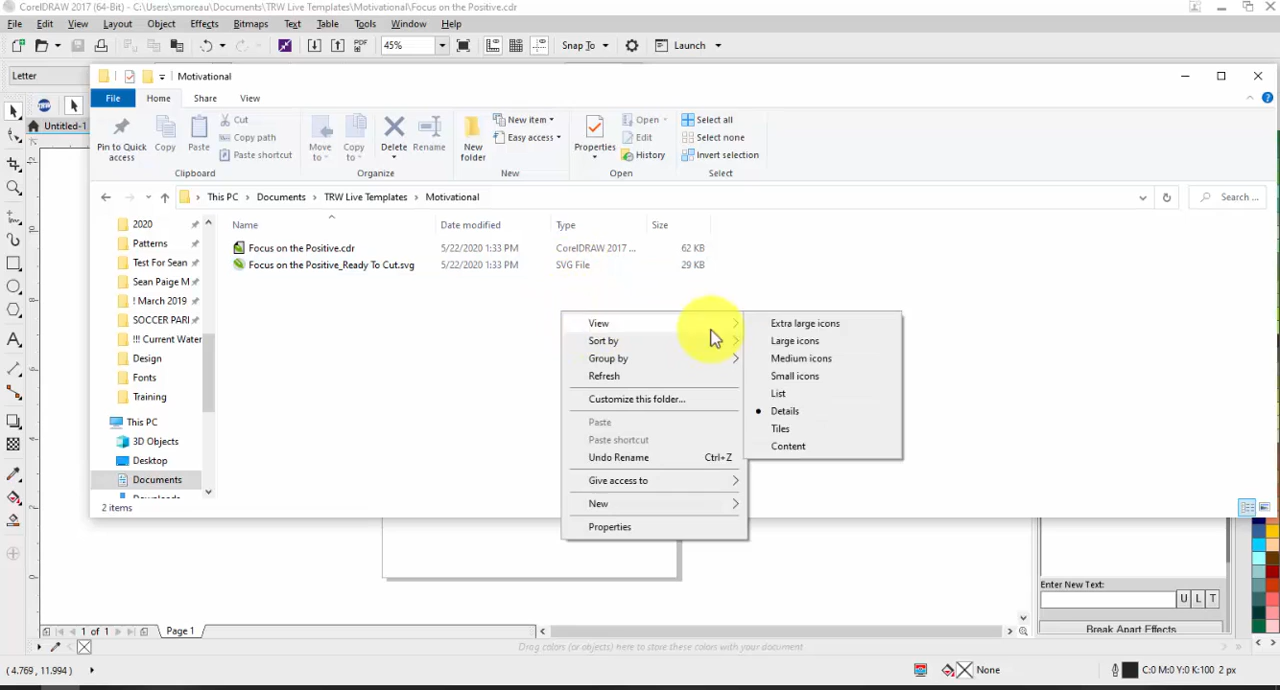 CorelDRAW 2017 (64-Bit) - C:\Users\smoreau\Documents\TRW Live Templates\Motivational\Focus on the Positive.cdr
File Edit View Layout Object Effects Bitmaps Text Table Tools Window Help
45% PDF Snap To Launch
Letter
Motivational
File Home Share View
Untitled-1
Pin to Quick access
Copy
Paste
Cut
Copy path
Paste shortcut
Clipboard
Move to
Copy to
Delete
Rename
Organize
New folder
New item
Easy access
New
Properties
Open
Edit
History
Open
Select all
Select none
Invert selection
Select
This PC > Documents > TRW Live Templates > Motivational
Search ...
2020
Patterns
Test For Sean
Sean Paige M
! March 2019
SOCCER PARI
!!! Current Water
Design
Fonts
Training
This PC
3D Objects
Desktop
Documents
Downloads
Name Date modified Type Size
Focus on the Positive.cdr 5/22/2020 1:33 PM CorelDRAW 2017 ... 62 KB
Focus on the Positive_Ready To Cut.svg 5/22/2020 1:33 PM SVG File 29 KB
View
Sort by
Group by
Refresh
Customize this folder...
Paste
Paste shortcut
Undo Rename Ctrl+Z
Give access to
New
Properties
Extra large icons
Large icons
Medium icons
Small icons
List
Details
Tiles
Content
2 items
Enter New Text:
U L T
Break Apart Effects
1 of 1 Page 1
Drag colors (or objects) here to store these colors with your document
(4.769, 11.994) None C:0 M:0 Y:0 K:100 2 px